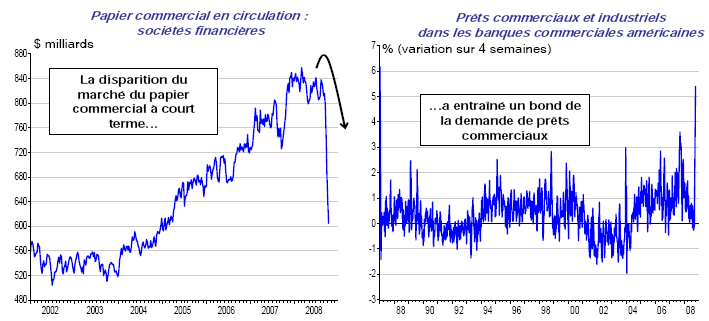 Papier commercial en circulation :
sociétés financières
$ milliards
880
840
800
760
720
680
640
600
560
520
480
La disparition du
marché du papier
commercial à court
terme…
2002 2003 2004 2005 2006 2007 2008
Prêts commerciaux et industriels
dans les banques commerciales américaines
% (variation sur 4 semaines)
7
6
5
4
3
2
1
0
-1
-2
-3
...a entraîné un bond de
la demande de prêts
commerciaux
88 90 92 94 96 98 00 02 04 06 08